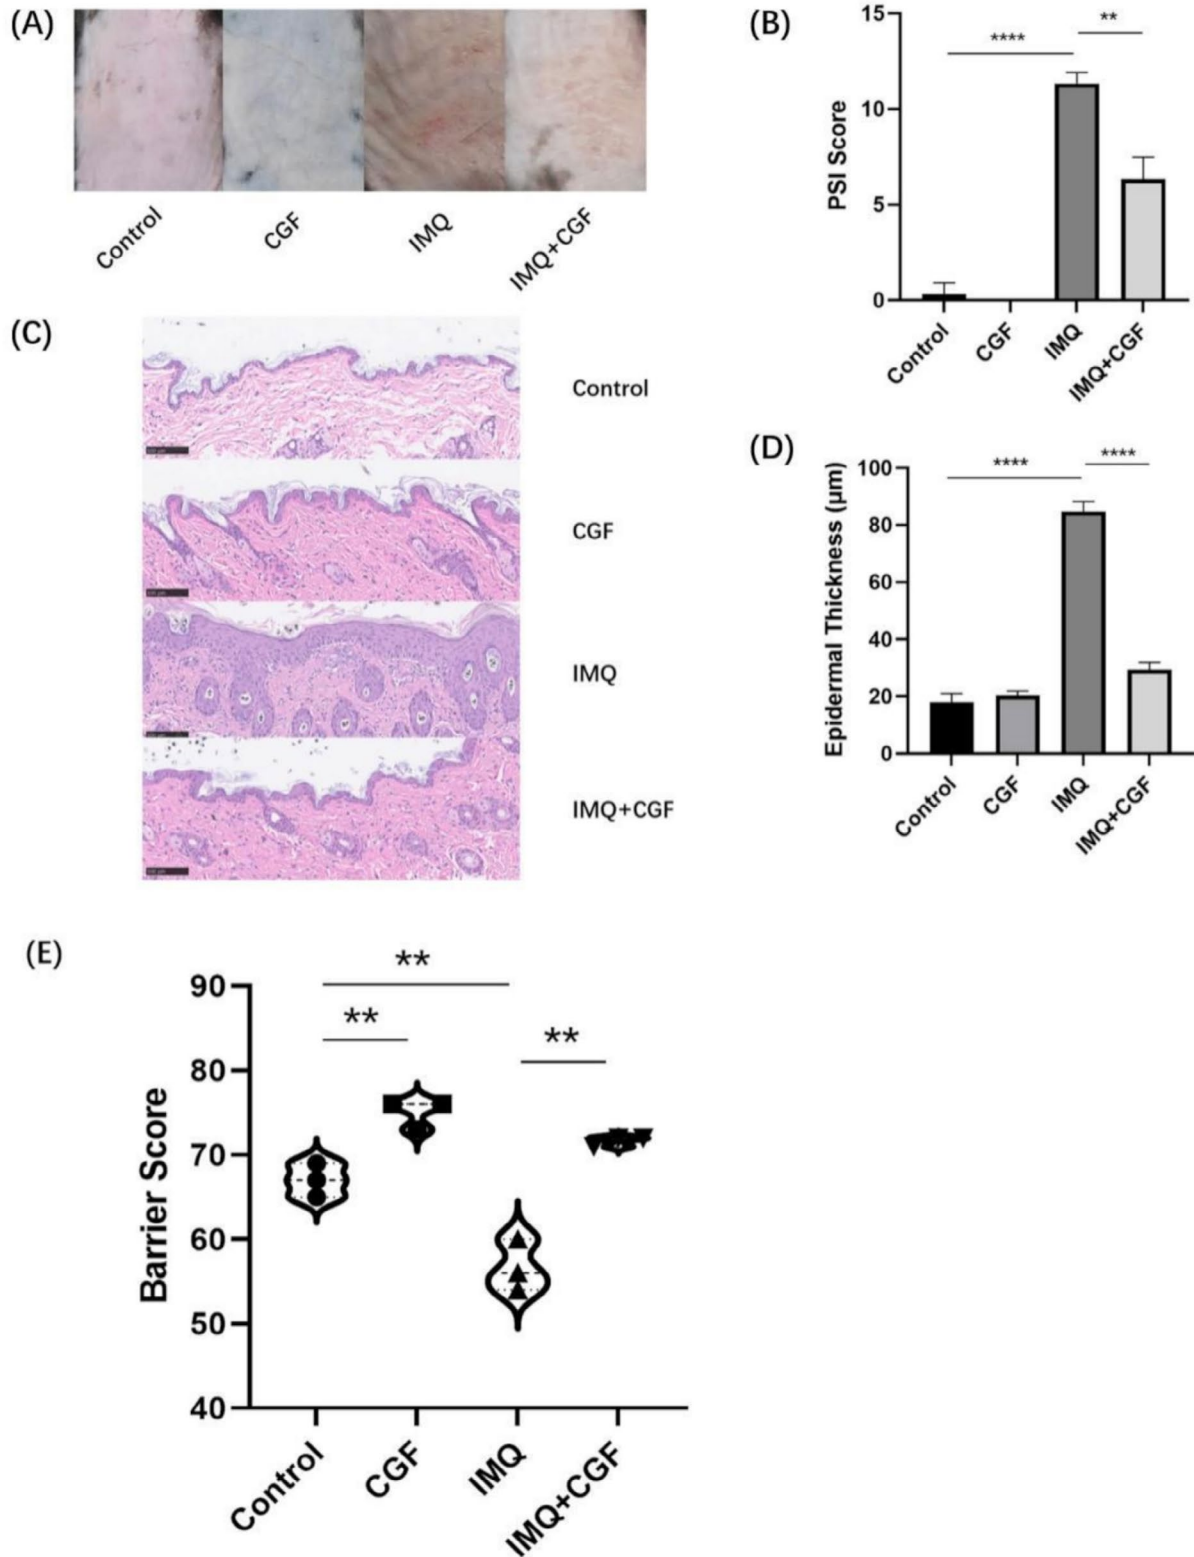 (A)
Control
CGF
IMQ
IMQ+CGF
(B)
PSI Score
15
10
5
0
****
**
Control
CGF
IMQ
IMQ+CGF
(C)
Control
CGF
IMQ
IMQ+CGF
(D)
Epidermal Thickness (μm)
100
80
60
40
20
0
****
****
Control
CGF
IMQ
IMQ+CGF
(E)
Barrier Score
90
80
70
60
50
40
**
**
**
Control
CGF
IMQ
IMQ+CGF